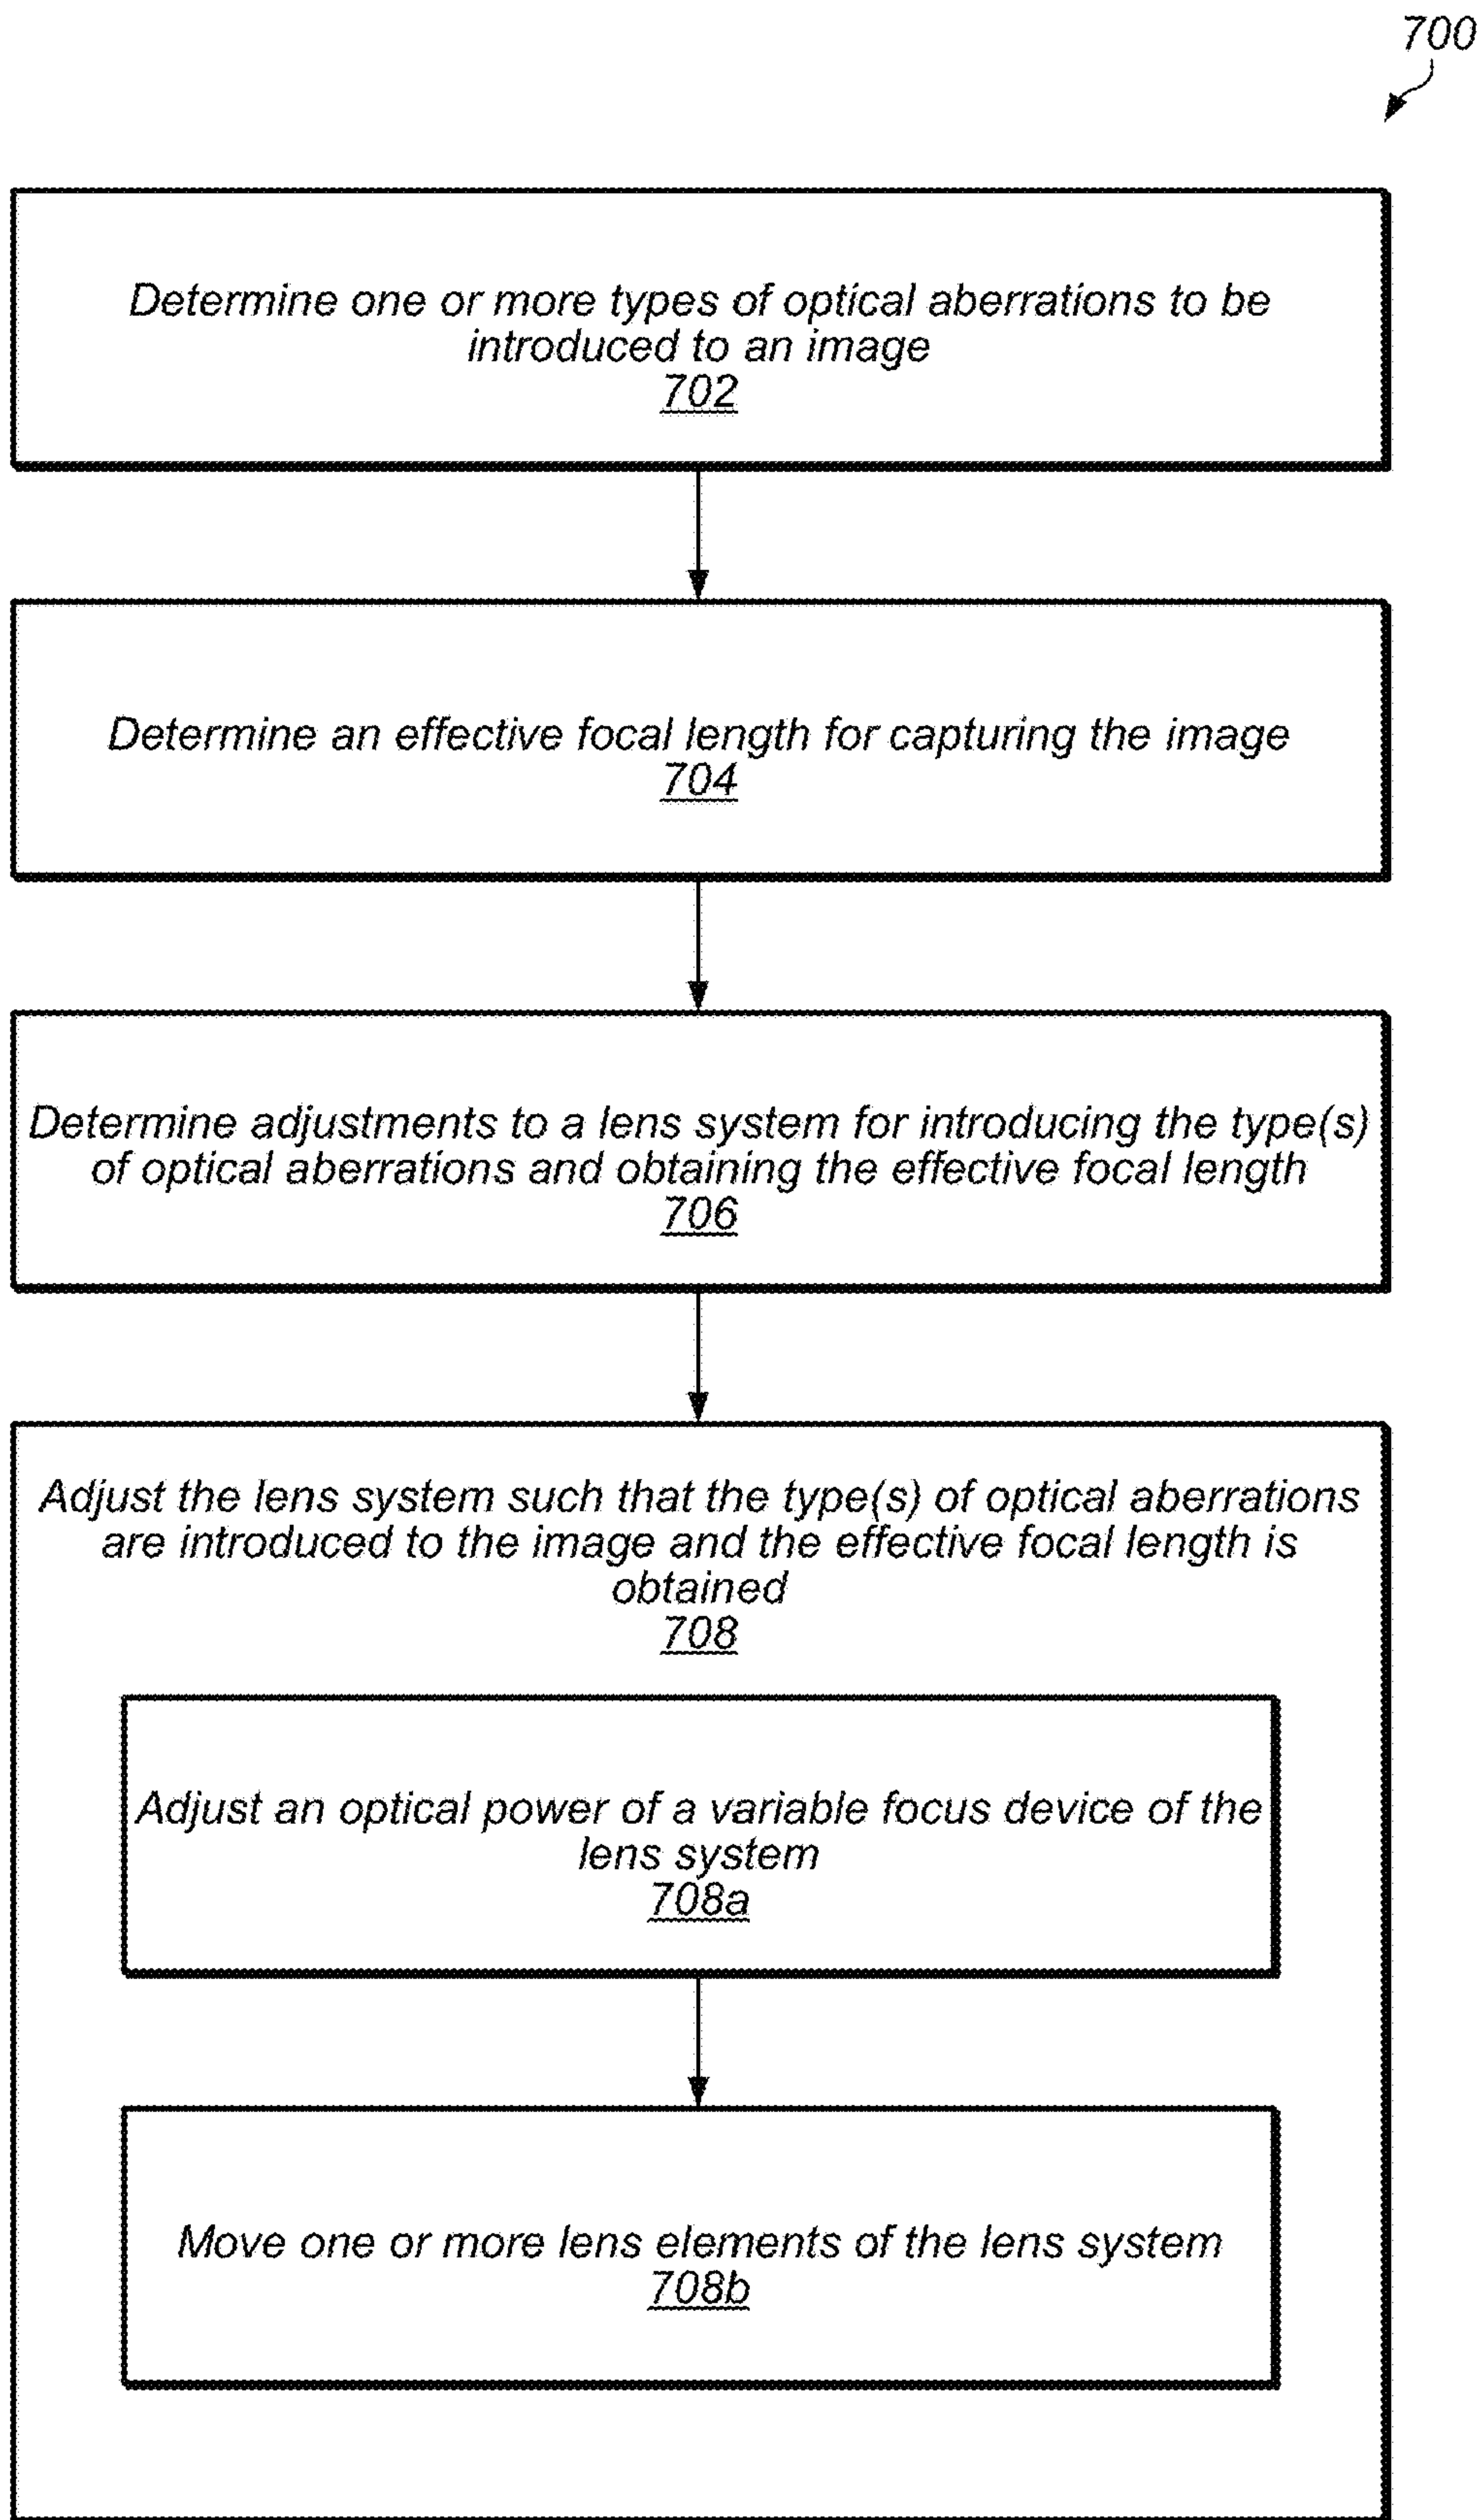 700
Determine one or more types of optical aberrations to be
introduced to an image
702
Determine an effective focal length for capturing the image
704
Determine adjustments to a lens system for introducing the type(s)
of optical aberrations and obtaining the effective focal length
706
Adjust the lens system such that the type(s) of optical aberrations
are introduced to the image and the effective focal length is
obtained
708
Adjust an optical power of a variable focus device of the
lens system
708a
Move one or more lens elements of the lens system
708b